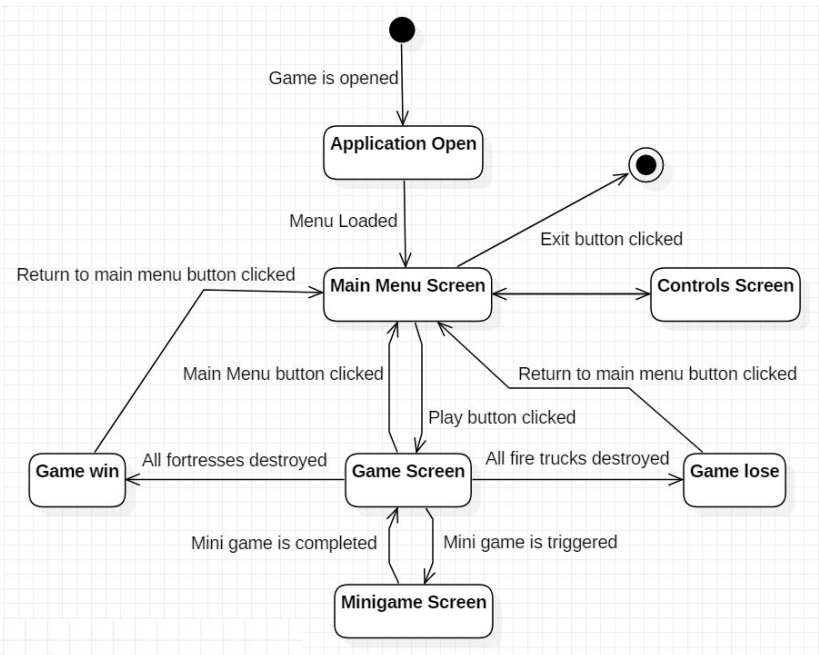 Game is opened
Application Open
Menu Loaded
Exit button clicked
Return to main menu button clicked
Main Menu Screen
Controls Screen
Main Menu button clicked
Return to main menu button clicked
Play button clicked
Game win
All fortresses destroyed
Game Screen
All fire trucks destroyed
Game lose
Mini game is completed
Mini game is triggered
Minigame Screen